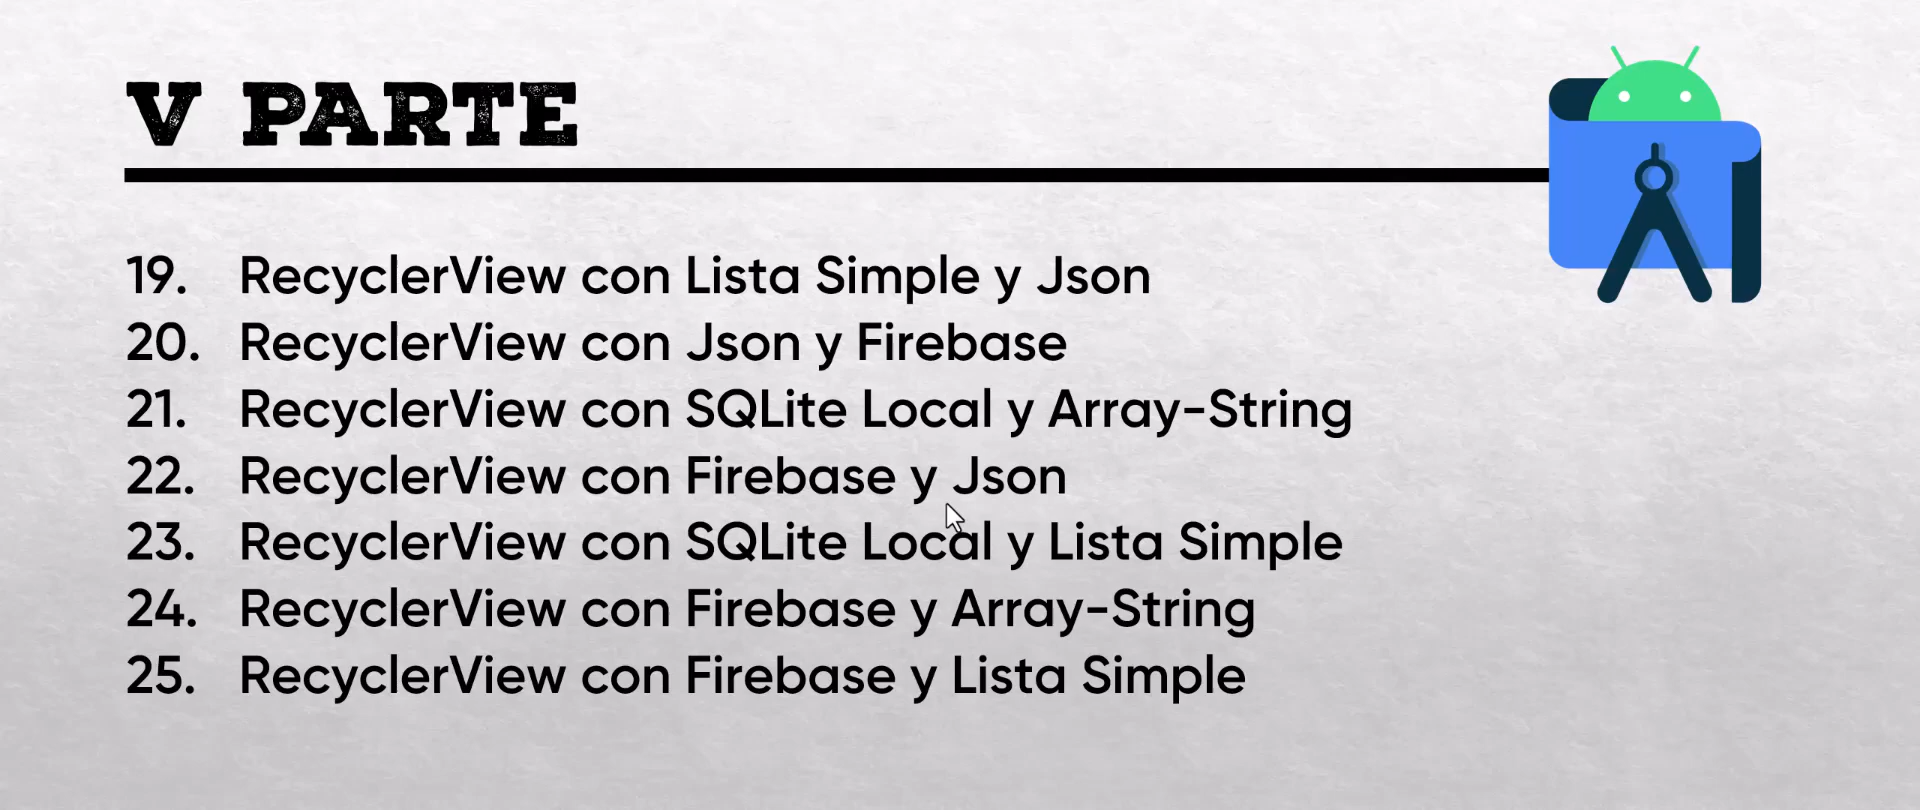 V PARTE
19. RecyclerView con Lista Simple y Json
20. RecyclerView con Json y Firebase
21. RecyclerView con SQLite Local y Array-String
22. RecyclerView con Firebase y Json
23. RecyclerView con SQLite Local y Lista Simple
24. RecyclerView con Firebase y Array-String
25. RecyclerView con Firebase y Lista Simple